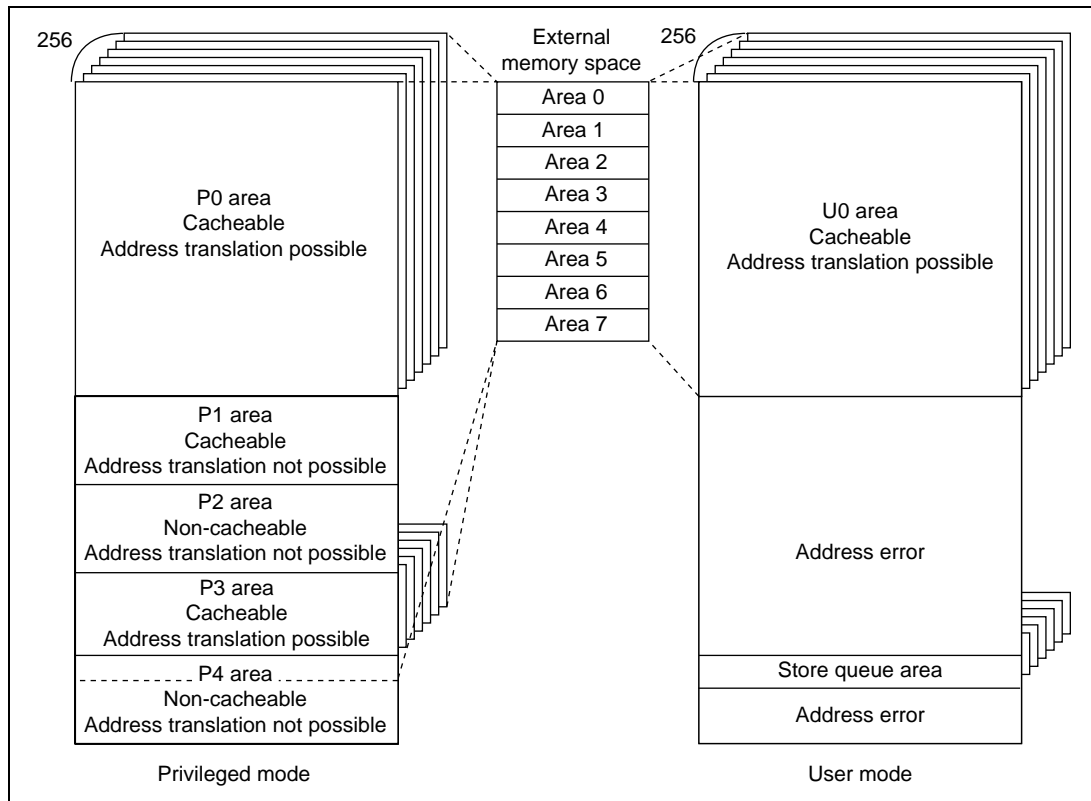 256
P0 area
Cacheable
Address translation possible
P1 area
Cacheable
Address translation not possible
P2 area
Non-cacheable
Address translation not possible
P3 area
Cacheable
Address translation possible
P4 area
Non-cacheable
Address translation not possible
Privileged mode
External
memory space
Area 0
Area 1
Area 2
Area 3
Area 4
Area 5
Area 6
Area 7
256
U0 area
Cacheable
Address translation possible
Address error
Store queue area
Address error
User mode